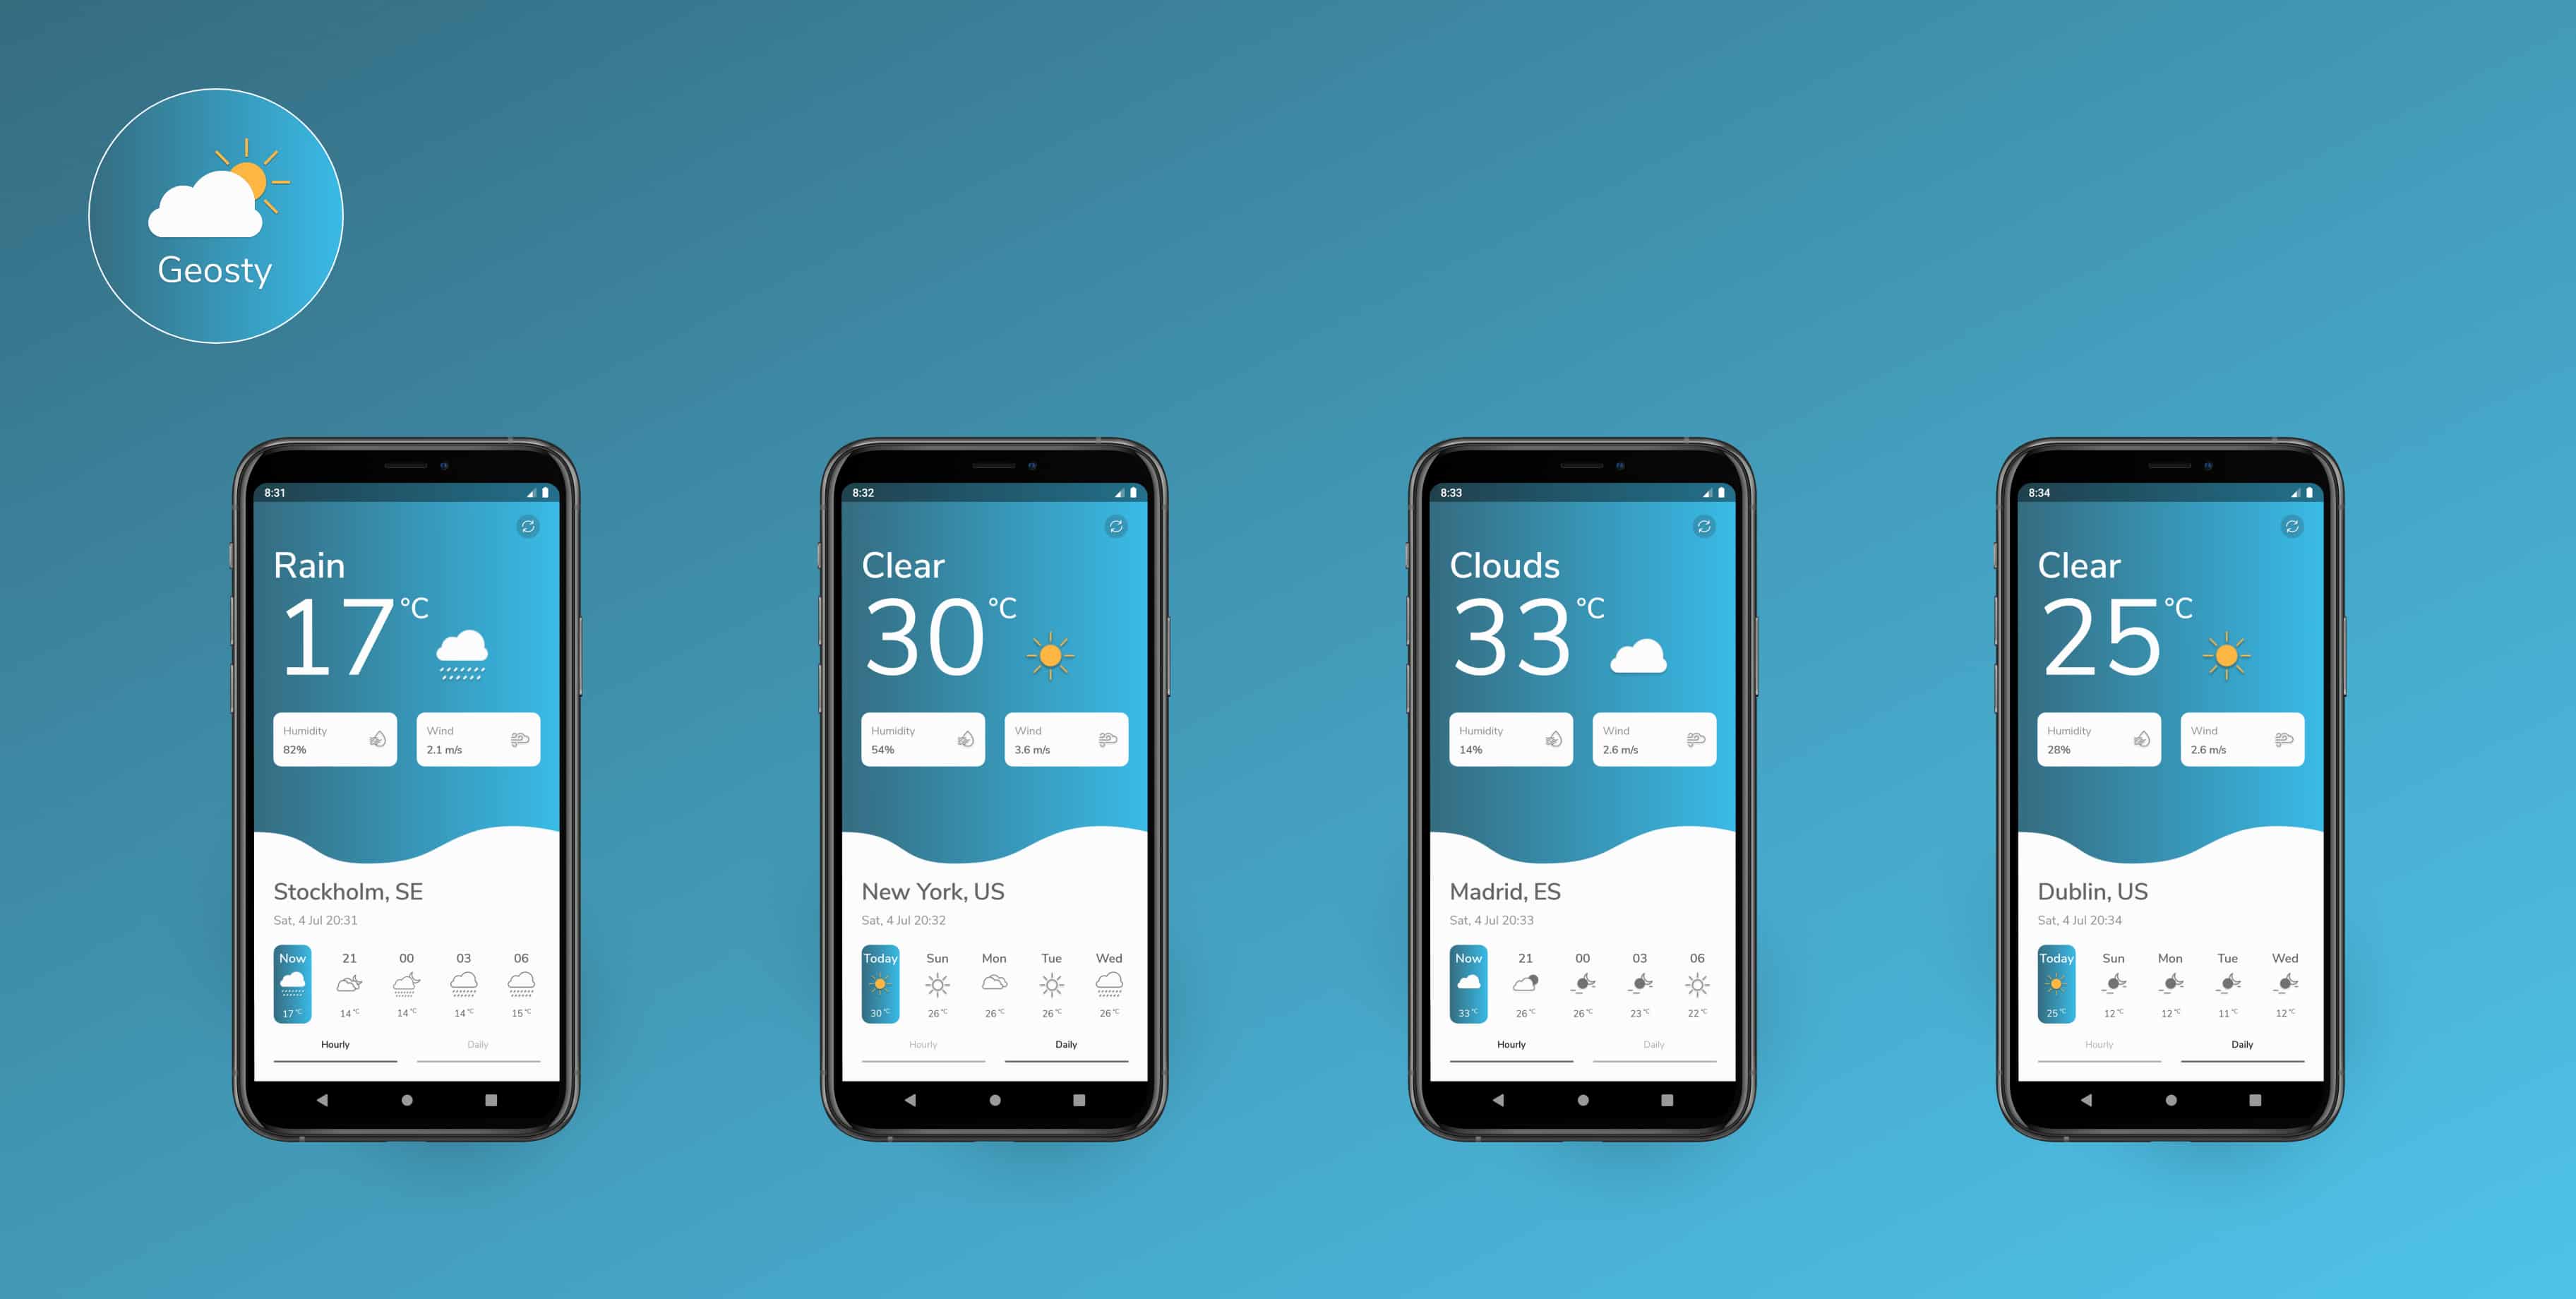 Geosty
8:31
Rain
17°C
Humidity
82%
Wind
2.1 m/s
Stockholm, SE
Sat, 4 Jul 20:31
Now 21 00 03 06
17°C 14°C 14°C 14°C 15°C
Hourly Daily
8:32
Clear
30°C
Humidity
54%
Wind
3.6 m/s
New York, US
Sat, 4 Jul 20:32
Today Sun Mon Tue Wed
30°C 26°C 26°C 26°C 26°C
Hourly Daily
8:33
Clouds
33°C
Humidity
14%
Wind
2.6 m/s
Madrid, ES
Sat, 4 Jul 20:33
Now 21 00 03 06
33°C 26°C 26°C 23°C 22°C
Hourly Daily
8:34
Clear
25°C
Humidity
28%
Wind
2.6 m/s
Dublin, US
Sat, 4 Jul 20:34
Today Sun Mon Tue Wed
25°C 12°C 12°C 11°C 12°C
Hourly Daily